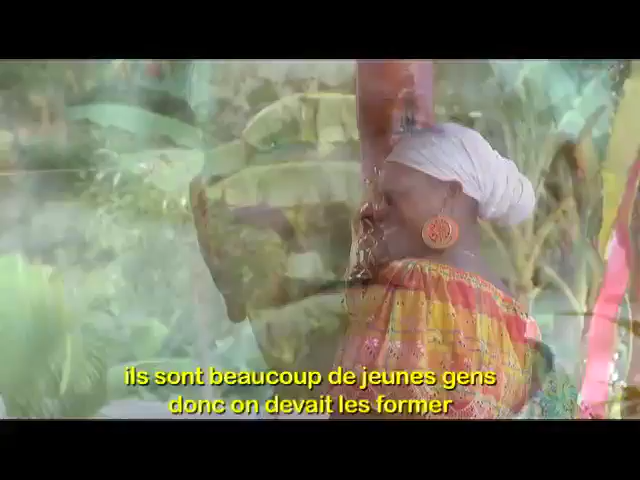 ils sont beaucoup de jeunes gens
donc on devait les former